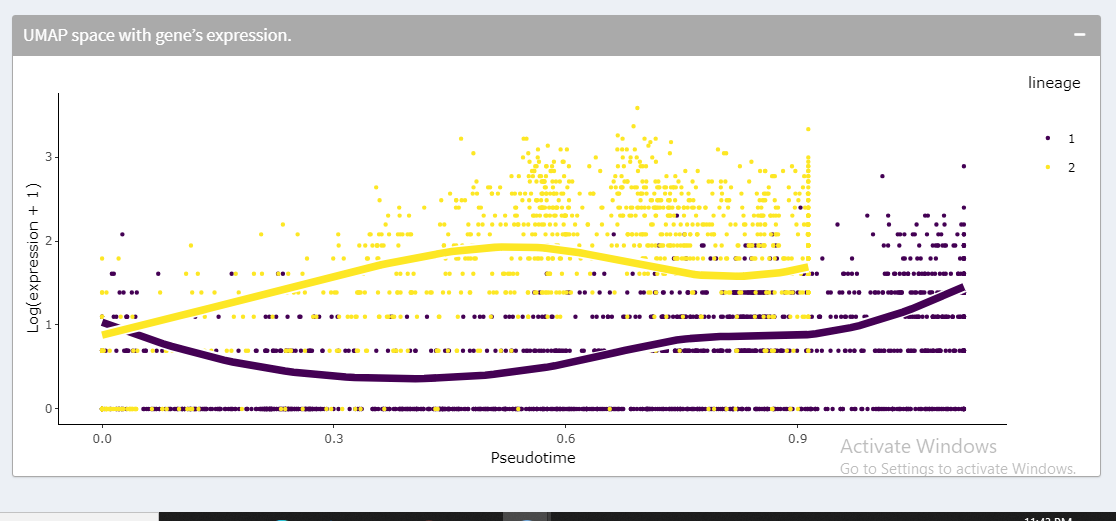 UMAP space with gene's expression.
lineage
1
2
3
2
1
0
Log(expression + 1)
0.0 0.3 0.6 0.9
Pseudotime
Activate Windows
Go to Settings to activate Windows.